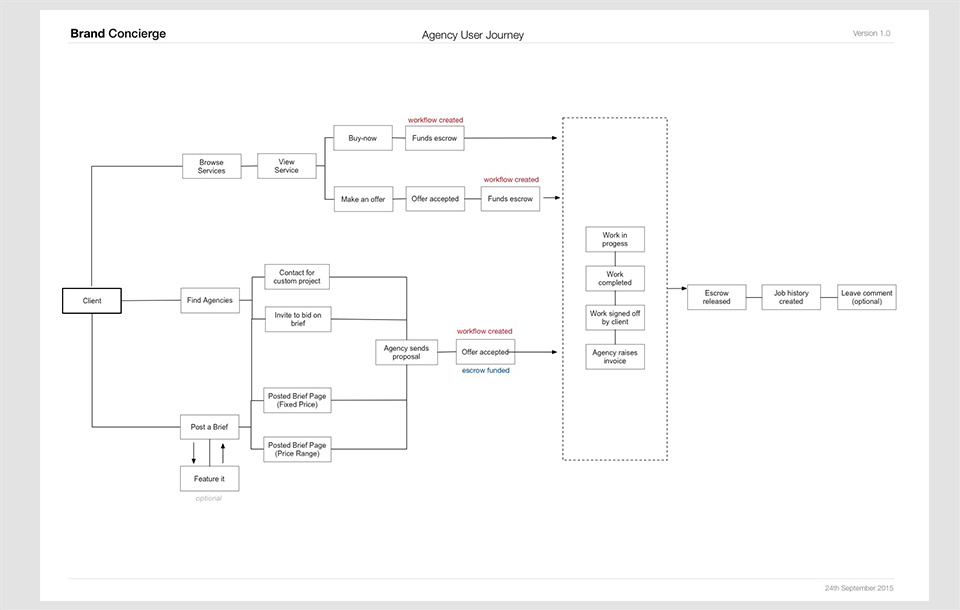 Brand Concierge
Agency User Journey
Version 1.0
workflow created
Buy-now
Funds escrow
Browse
Services
View
Service
workflow created
Make an offer
Offer accepted
Funds escrow
Work in
progess
Contact for
custom project
Work
completed
Client
Find Agencies
Escrow
released
Job history
created
Leave comment
(optional)
Invite to bid on
brief
Work signed off
by client
workflow created
Agency sends
proposal
Offer accepted
escrow funded
Agency raises
invoice
Posted Brief Page
(Fixed Price)
Post a Brief
Posted Brief Page
(Price Range)
Feature it
optional
24th September 2015